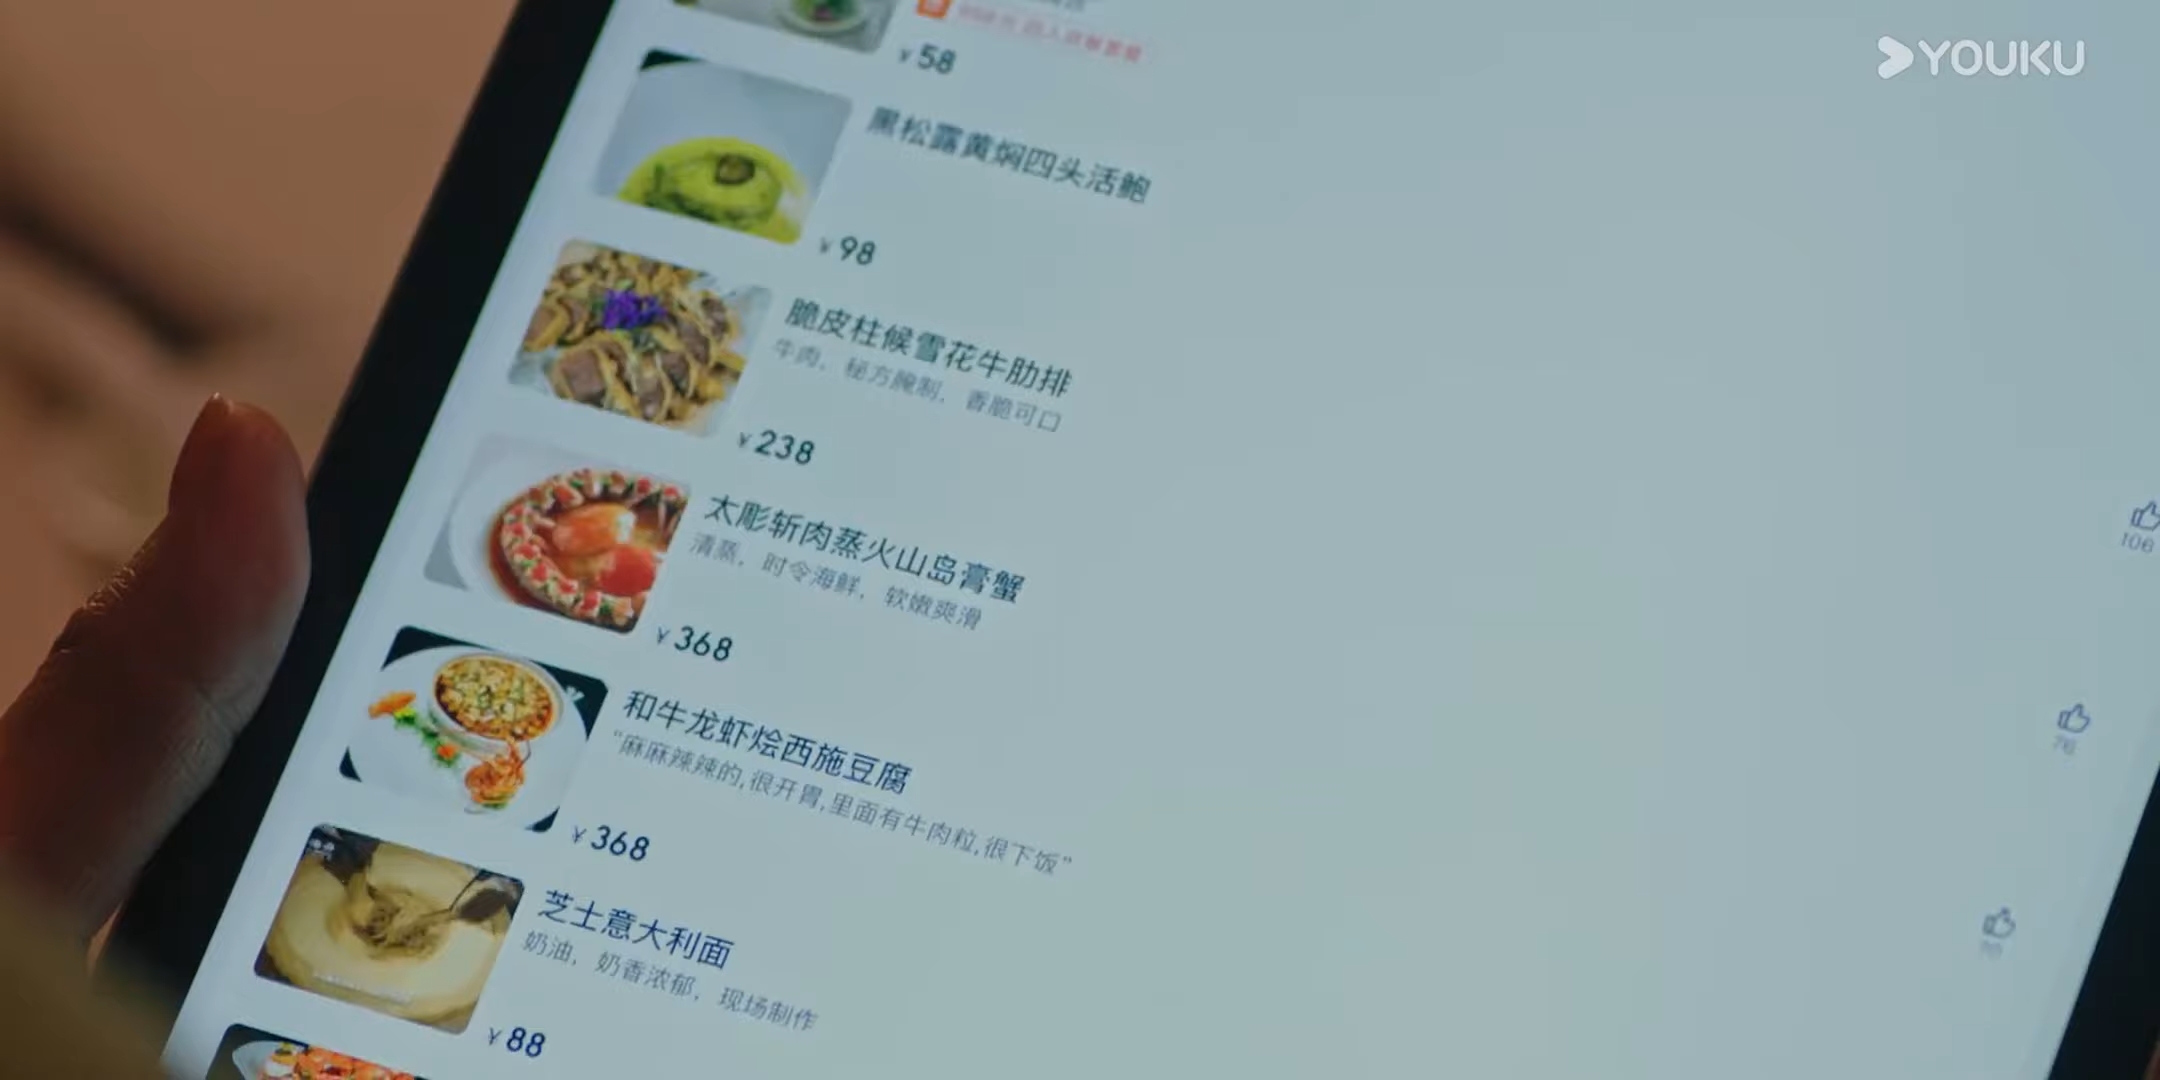 YOUKU
¥58
黑松露黄焖四头活鲍
¥98
脆皮柱候雪花牛肋排
牛肉，秘方腌制，香脆可口
¥238
太彫斩肉蒸火山岛膏蟹
清蒸，时令海鲜，软嫩爽滑
¥368
106
和牛龙虾烩西施豆腐
“麻麻辣辣的,很开胃,里面有牛肉粒,很下饭”
¥368
76
芝士意大利面
奶油，奶香浓郁，现场制作
¥88